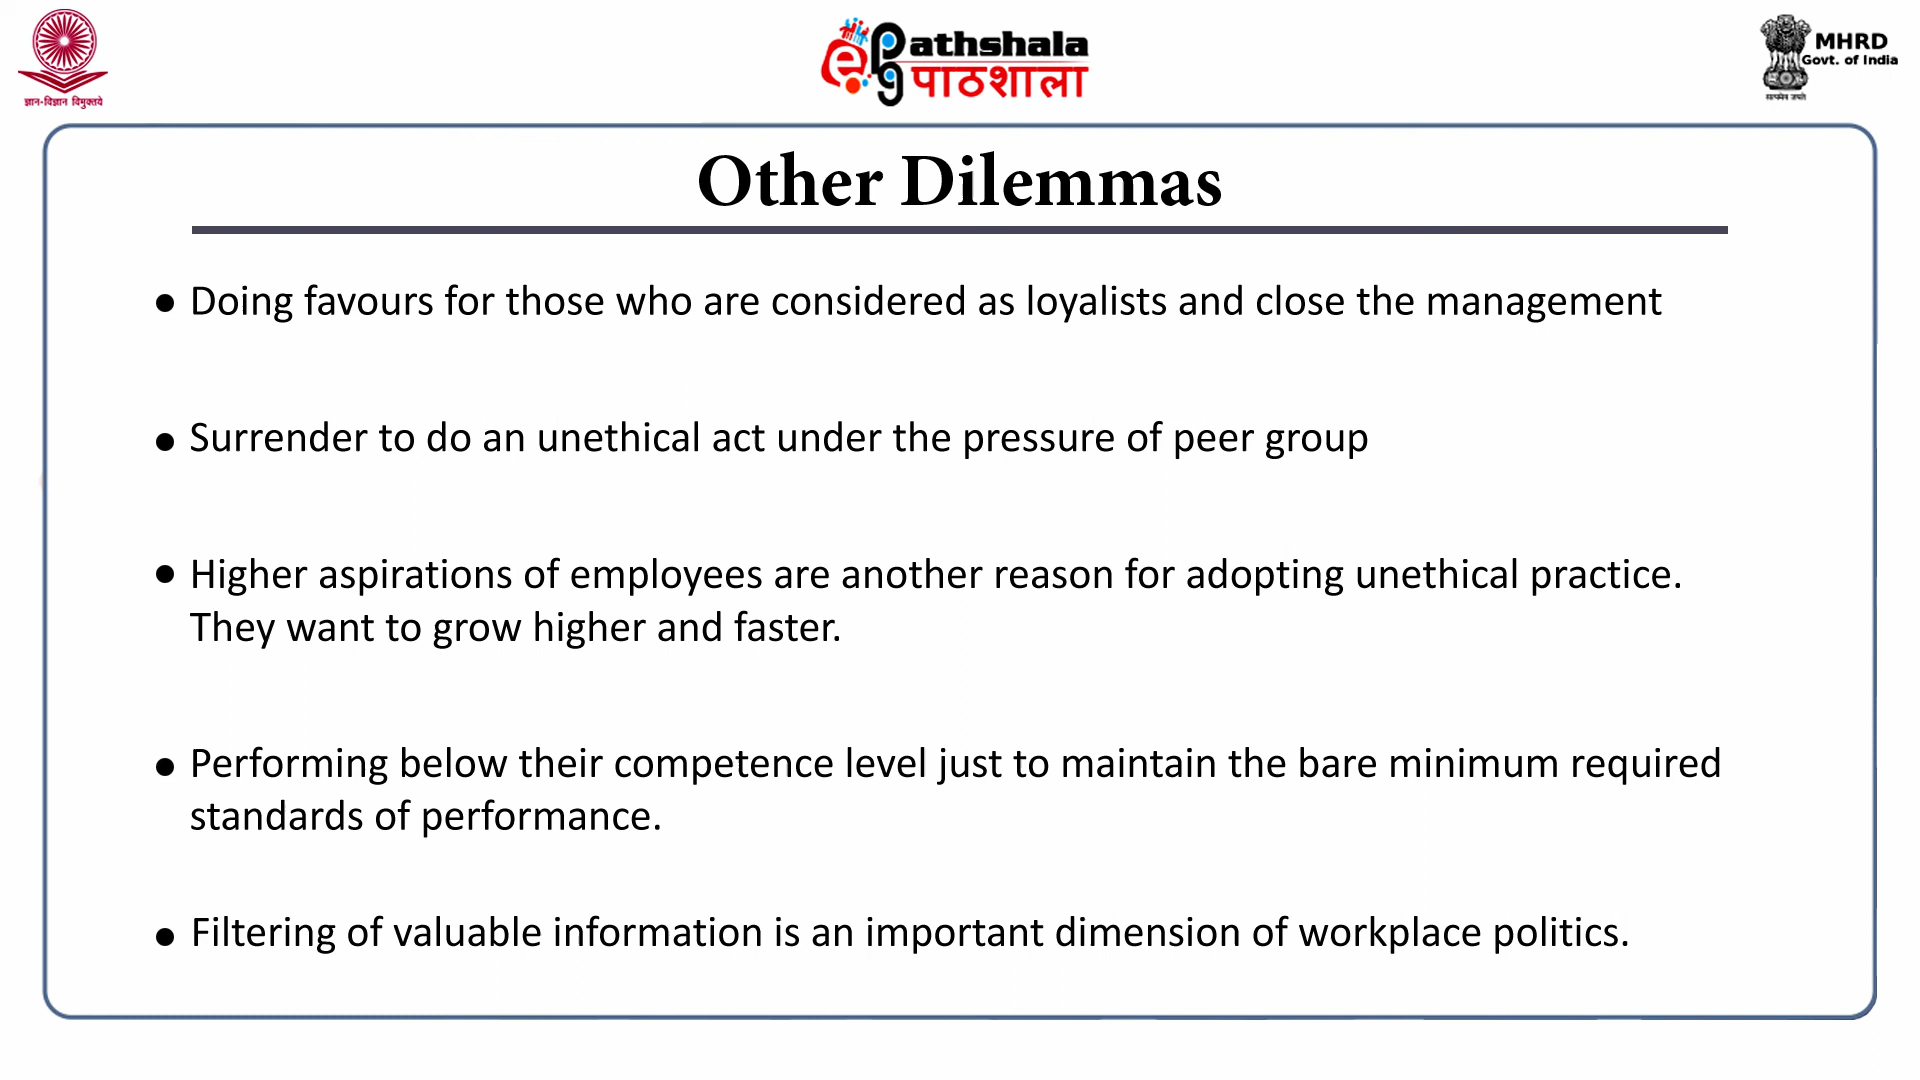 ज्ञान-विज्ञान विमुक्तये
e pg Pathshala
पाठशाला
MHRD
Govt. of India
सत्यमेव जयते
Other Dilemmas
• Doing favours for those who are considered as loyalists and close the management
• Surrender to do an unethical act under the pressure of peer group
• Higher aspirations of employees are another reason for adopting unethical practice.
They want to grow higher and faster.
• Performing below their competence level just to maintain the bare minimum required
standards of performance.
• Filtering of valuable information is an important dimension of workplace politics.